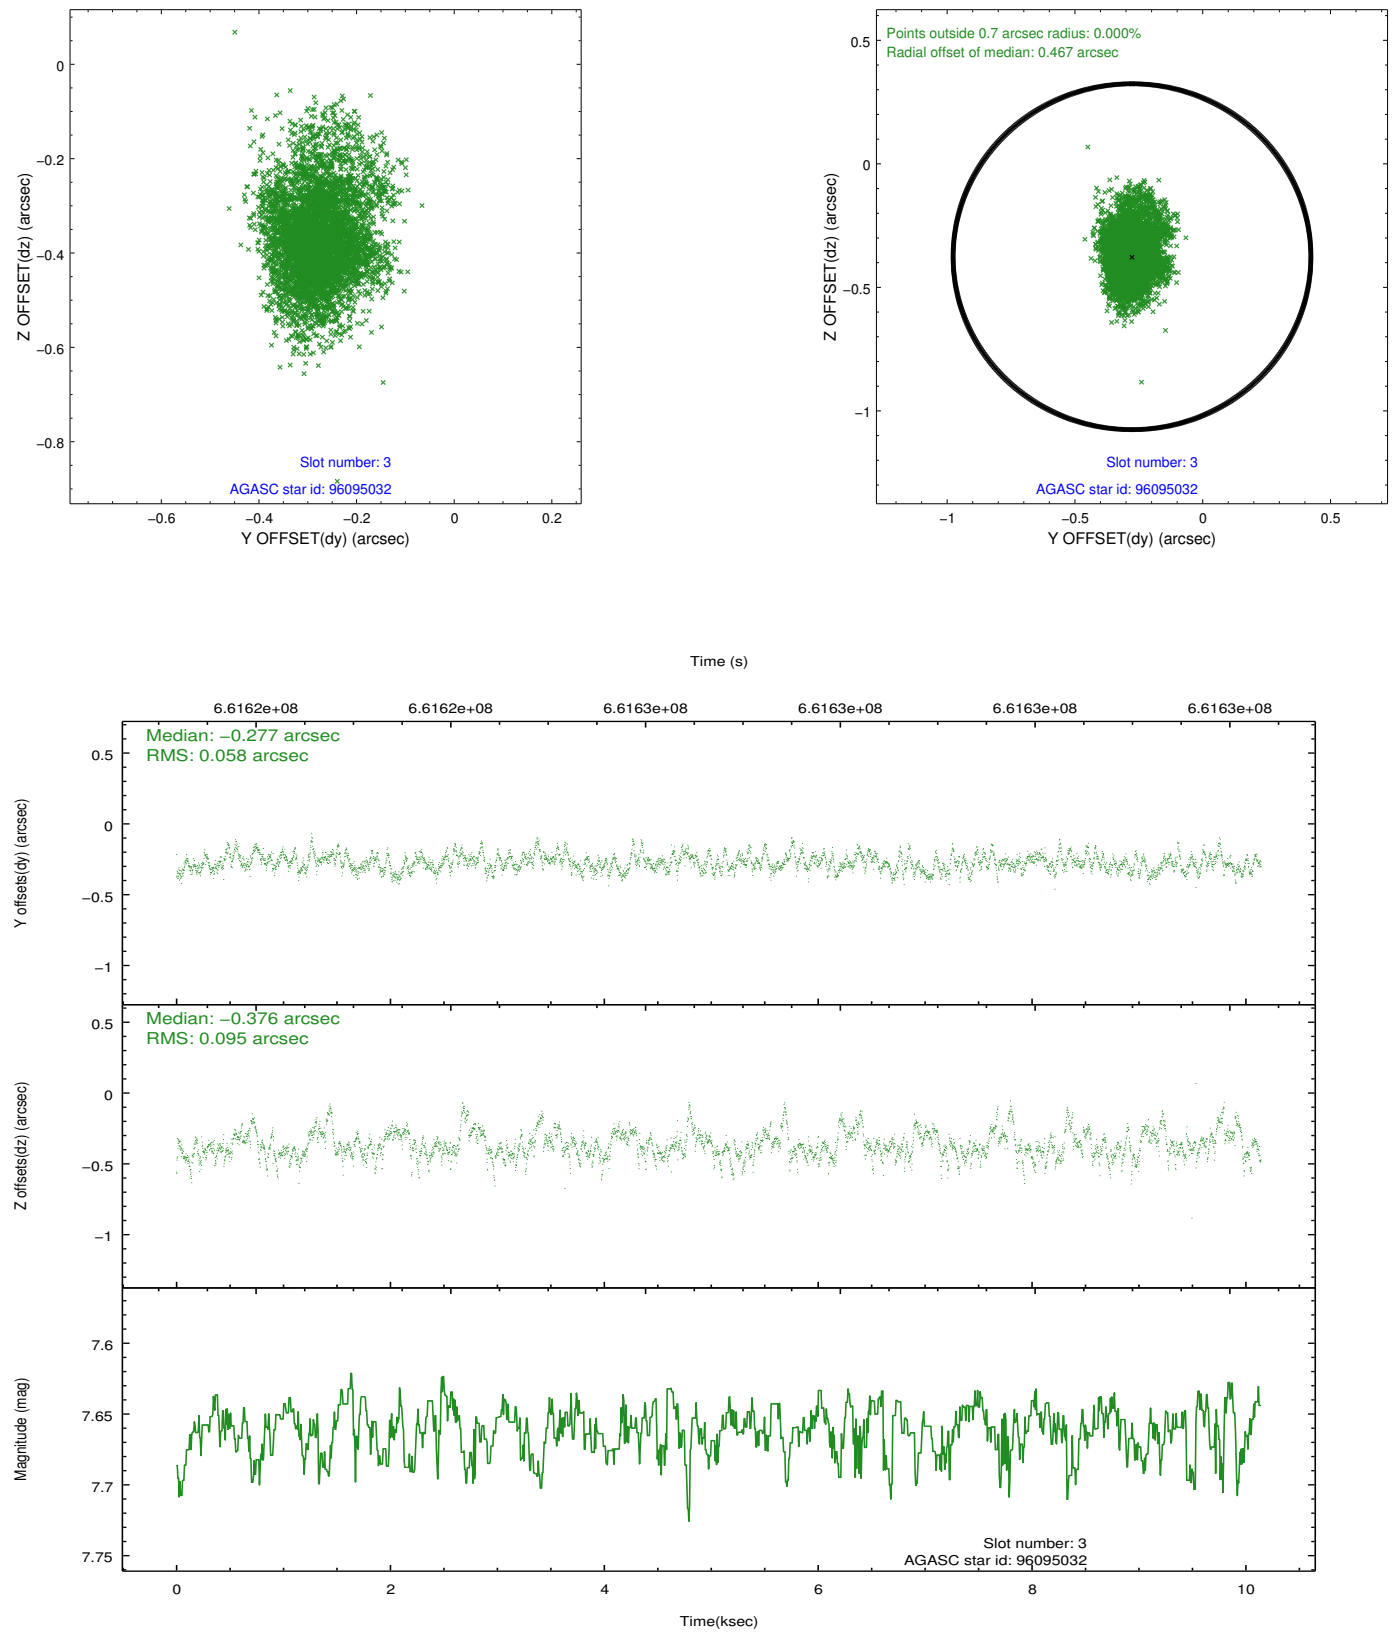 0
−0.2
−0.4
−0.6
−0.8
Z OFFSET(dz) (arcsec)
Slot number: 3
AGASC star id: 96095032
−0.6 −0.4 −0.2 0 0.2
Y OFFSET(dy) (arcsec)
Points outside 0.7 arcsec radius: 0.000%
Radial offset of median: 0.467 arcsec
0.5
0
−0.5
−1
Z OFFSET(dz) (arcsec)
Slot number: 3
AGASC star id: 96095032
−1 −0.5 0 0.5
Y OFFSET(dy) (arcsec)
Time (s)
6.6162e+08 6.6162e+08 6.6163e+08 6.6163e+08 6.6163e+08 6.6163e+08
Median: −0.277 arcsec
RMS: 0.058 arcsec
0.5
0
−0.5
−1
Y offsets(dy) (arcsec)
Median: −0.376 arcsec
RMS: 0.095 arcsec
0.5
0
−0.5
−1
Z offsets(dz) (arcsec)
7.6
7.65
7.7
7.75
Magnitude (mag)
Slot number: 3
AGASC star id: 96095032
0 2 4 6 8 10
Time(ksec)